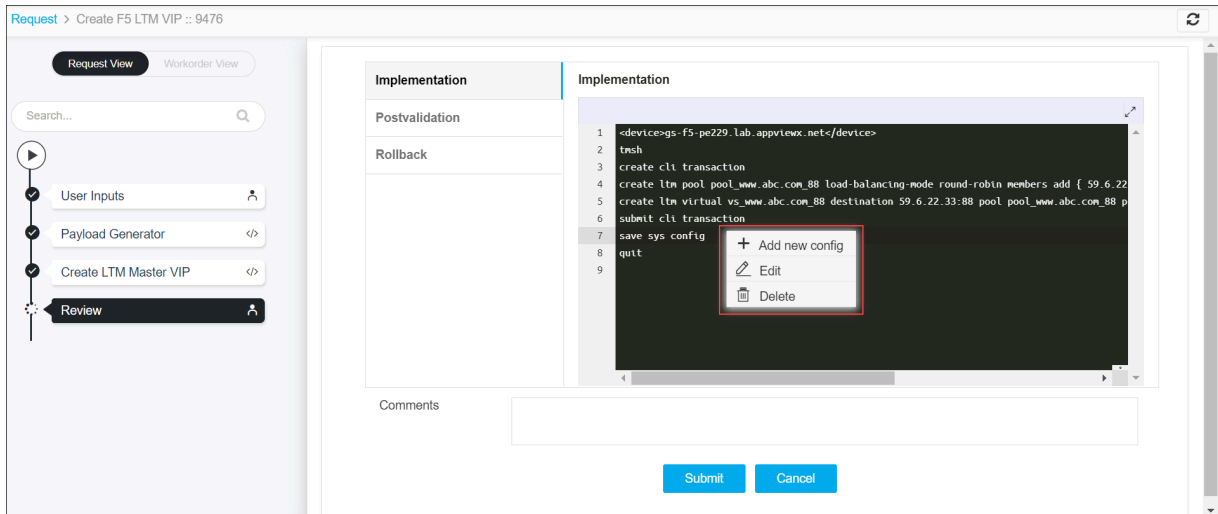 Request > Create F5 LTM VIP :: 9476
Request View Workorder View
Search...
User Inputs
Payload Generator </>
Create LTM Master VIP </>
Review
Implementation
Postvalidation
Rollback
Implementation
1 <device>gs-f5-pe229.lab.appviewx.net</device>
2 tmsh
3 create cli transaction
4 create ltm pool pool_www.abc.com_88 load-balancing-mode round-robin members add { 59.6.22
5 create ltm virtual vs_www.abc.com_88 destination 59.6.22.33:88 pool pool_www.abc.com_88 p
6 submit cli transaction
7 save sys config
8 quit
9
+ Add new config
Edit
Delete
Comments
Submit Cancel